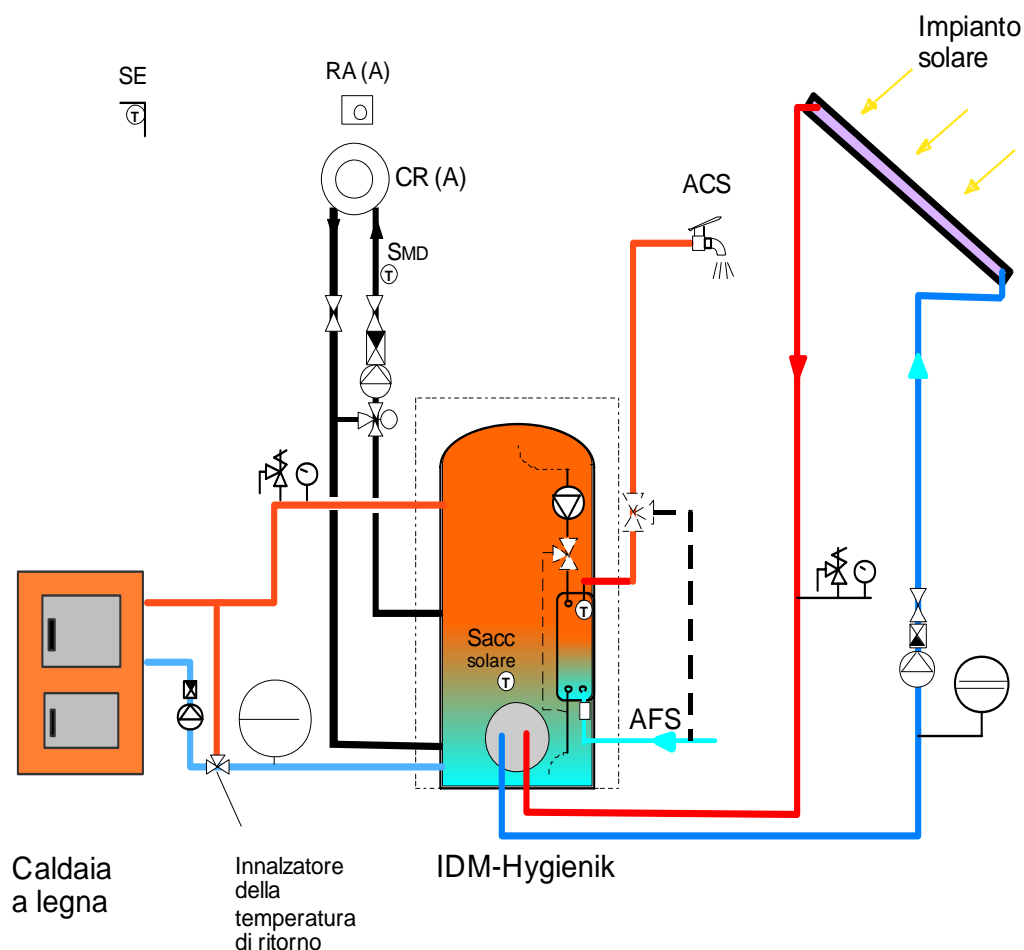 Impianto
solare
SE
RA (A)
T
CR (A)
ACS
SMD
T
T
Sacc
solare
T
AFS
IDM-Hygienik
Caldaia
a legna
Innalzatore
della
temperatura
di ritorno